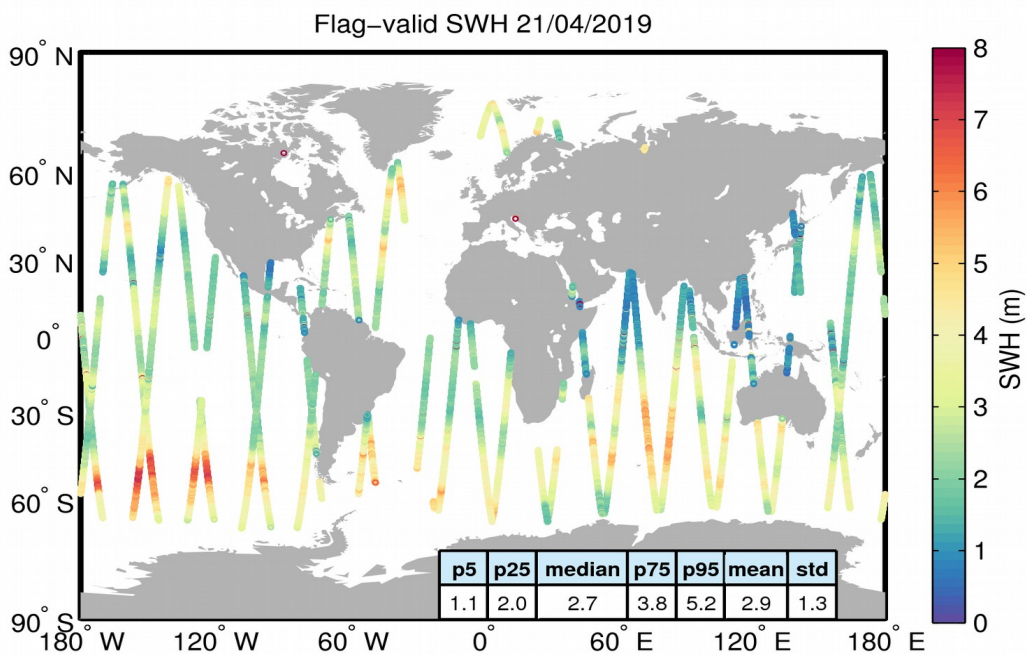 Flag−valid SWH 21/04/2019
90° N
60° N
30° N
0°
30° S
60° S
90° S
180° W
120° W
60° W
0°
60° E
120° E
180° E
p5 p25 median p75 p95 mean std
1.1 2.0 2.7 3.8 5.2 2.9 1.3
8
7
6
5
4
3
2
1
0
SWH (m)